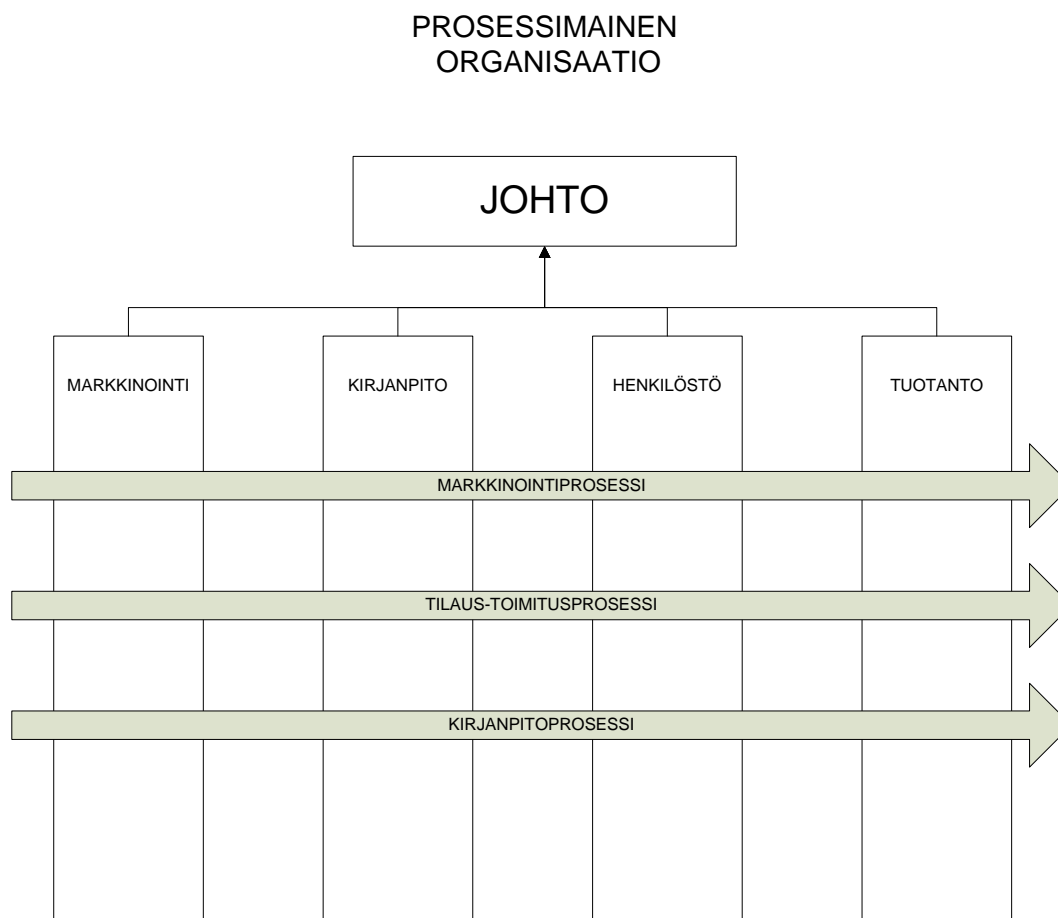 PROSESSIMAINEN
ORGANISAATIO
JOHTO
MARKKINOINTI
KIRJANPITO
HENKILÖSTÖ
TUOTANTO
MARKKINOINTIPROSESSI
TILAUS-TOIMITUSPROSESSI
KIRJANPITOPROSESSI